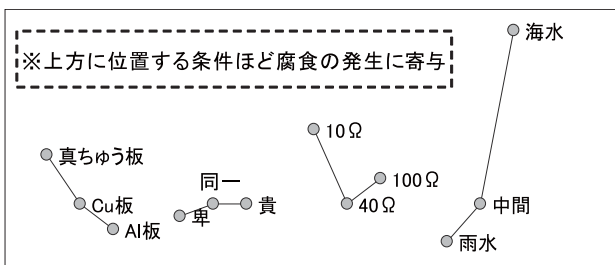 ※上方に位置する条件ほど腐食の発生に寄与
海水
真ちゅう板
Cu板
Al板
同一
卑
貴
10Ω
100Ω
40Ω
中間
雨水